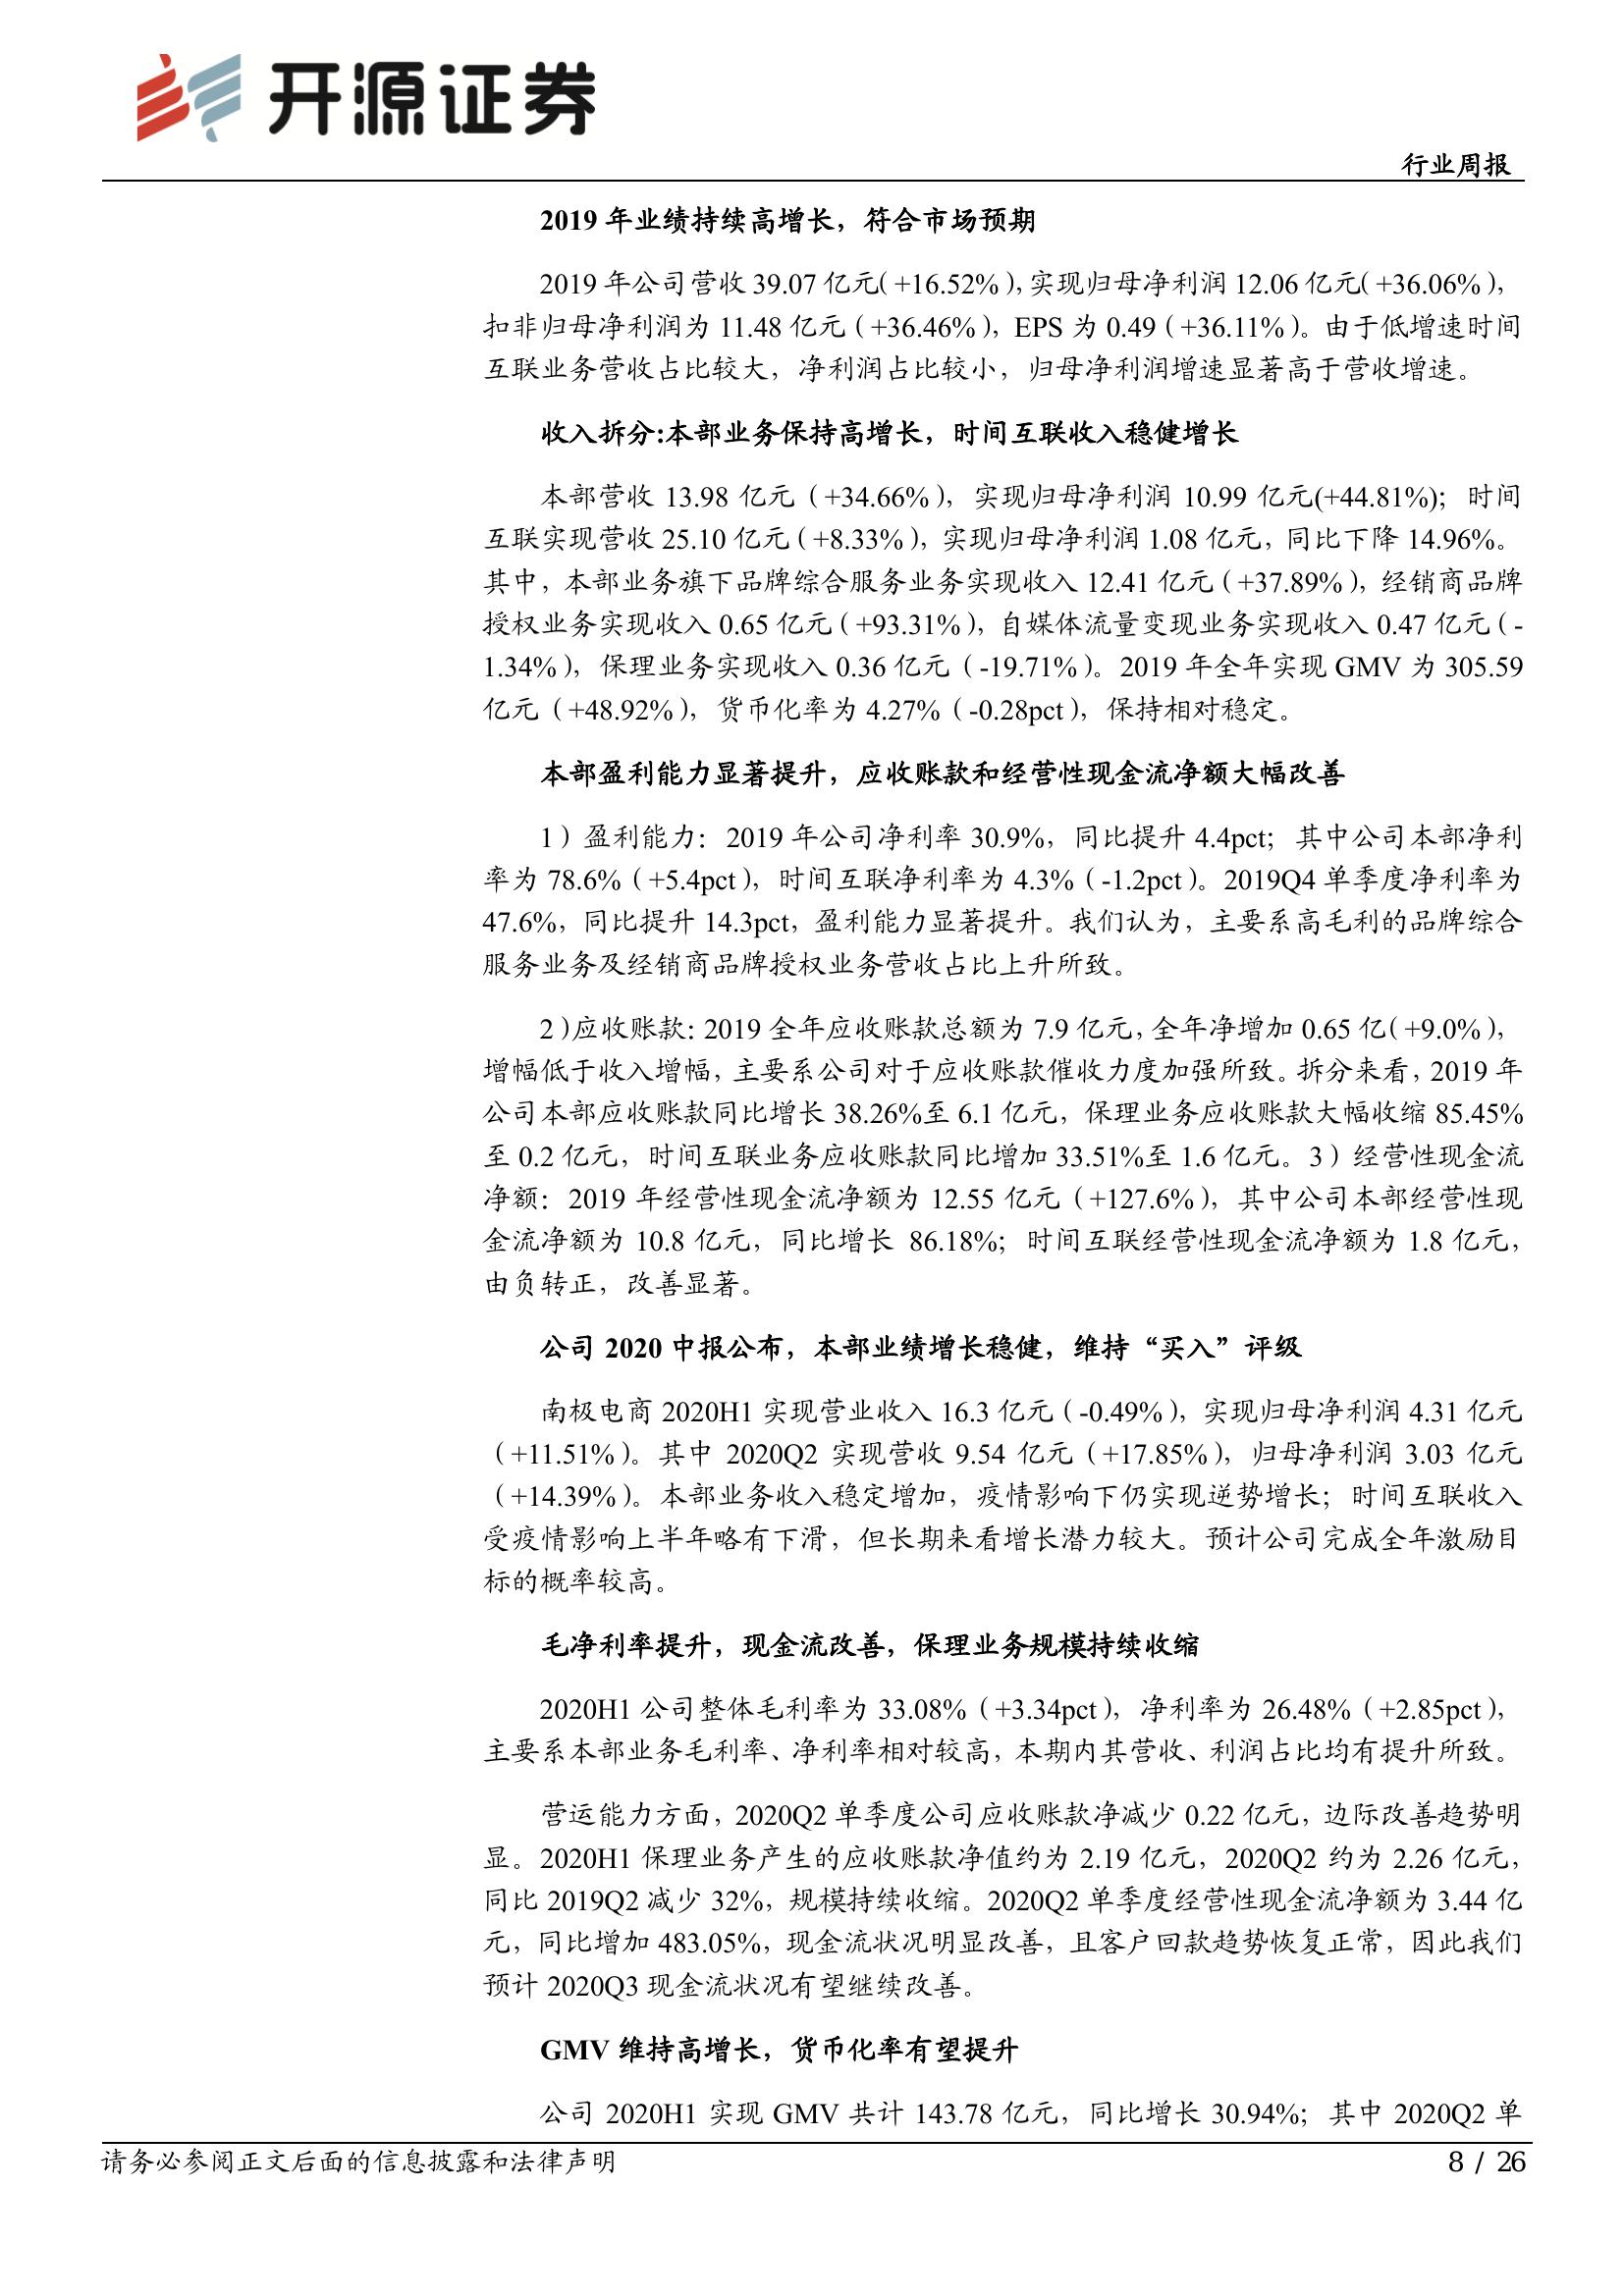 开源证券
行业周报
2019 年业绩持续高增长，符合市场预期
2019 年公司营收 39.07 亿元（+16.52%），实现归母净利润 12.06 亿元（+36.06%），
扣非归母净利润为 11.48 亿元（+36.46%），EPS 为 0.49（+36.11%）。由于低增速时间
互联业务营收占比较大，净利润占比较小，归母净利润增速显著高于营收增速。
收入拆分:本部业务保持高增长，时间互联收入稳健增长
本部营收 13.98 亿元（+34.66%），实现归母净利润 10.99 亿元(+44.81%)；时间
互联实现营收 25.10 亿元（+8.33%），实现归母净利润 1.08 亿元，同比下降 14.96%。
其中，本部业务旗下品牌综合服务业务实现收入 12.41 亿元（+37.89%），经销商品牌
授权业务实现收入 0.65 亿元（+93.31%），自媒体流量变现业务实现收入 0.47 亿元（-
1.34%），保理业务实现收入 0.36 亿元（-19.71%）。2019 年全年实现 GMV 为 305.59
亿元（+48.92%），货币化率为 4.27%（-0.28pct），保持相对稳定。
本部盈利能力显著提升，应收账款和经营性现金流净额大幅改善
1）盈利能力：2019 年公司净利率 30.9%，同比提升 4.4pct；其中公司本部净利
率为 78.6%（+5.4pct），时间互联净利率为 4.3%（-1.2pct）。2019Q4 单季度净利率为
47.6%，同比提升 14.3pct，盈利能力显著提升。我们认为，主要系高毛利的品牌综合
服务业务及经销商品牌授权业务营收占比上升所致。
2）应收账款：2019 全年应收账款总额为 7.9 亿元，全年净增加 0.65 亿（+9.0%），
增幅低于收入增幅，主要系公司对于应收账款催收力度加强所致。拆分来看，2019 年
公司本部应收账款同比增长 38.26%至 6.1 亿元，保理业务应收账款大幅收缩 85.45%
至 0.2 亿元，时间互联业务应收账款同比增加 33.51%至 1.6 亿元。3）经营性现金流
净额：2019 年经营性现金流净额为 12.55 亿元（+127.6%），其中公司本部经营性现
金流净额为 10.8 亿元，同比增长 86.18%；时间互联经营性现金流净额为 1.8 亿元，
由负转正，改善显著。
公司 2020 中报公布，本部业绩增长稳健，维持“买入”评级
南极电商 2020H1 实现营业收入 16.3 亿元（-0.49%），实现归母净利润 4.31 亿元
（+11.51%）。其中 2020Q2 实现营收 9.54 亿元（+17.85%），归母净利润 3.03 亿元
（+14.39%）。本部业务收入稳定增加，疫情影响下仍实现逆势增长；时间互联收入
受疫情影响上半年略有下滑，但长期来看增长潜力较大。预计公司完成全年激励目
标的概率较高。
毛净利率提升，现金流改善，保理业务规模持续收缩
2020H1 公司整体毛利率为 33.08%（+3.34pct），净利率为 26.48%（+2.85pct），
主要系本部业务毛利率、净利率相对较高，本期内其营收、利润占比均有提升所致。
营运能力方面，2020Q2 单季度公司应收账款净减少 0.22 亿元，边际改善趋势明
显。2020H1 保理业务产生的应收账款净值约为 2.19 亿元，2020Q2 约为 2.26 亿元，
同比 2019Q2 减少 32%，规模持续收缩。2020Q2 单季度经营性现金流净额为 3.44 亿
元，同比增加 483.05%，现金流状况明显改善，且客户回款趋势恢复正常，因此我们
预计 2020Q3 现金流状况有望继续改善。
GMV 维持高增长，货币化率有望提升
公司 2020H1 实现 GMV 共计 143.78 亿元，同比增长 30.94%；其中 2020Q2 单
请务必参阅正文后面的信息披露和法律声明
8 / 26